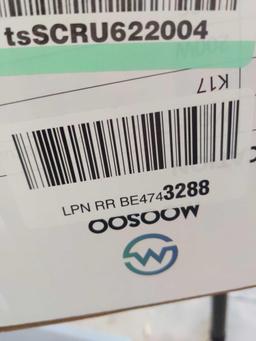 tsSCRU622004
K17
LPN RR BE4743288
MOOSOO